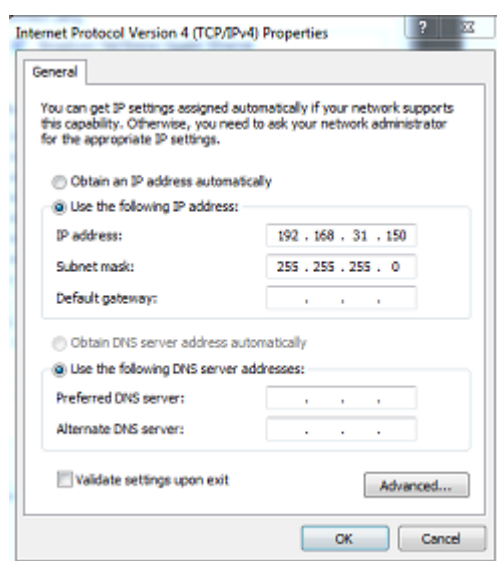 Internet Protocol Version 4 (TCP/IPv4) Properties
?
General
You can get IP settings assigned automatically if your network supports
this capability. Otherwise, you need to ask your network administrator
for the appropriate IP settings.
Obtain an IP address automatically
Use the following IP address:
IP address: 192 . 168 . 31 . 150
Subnet mask: 255 . 255 . 255 . 0
Default gateway: . . .
Obtain DNS server address automatically
Use the following DNS server addresses:
Preferred DNS server: . . .
Alternate DNS server: . . .
Validate settings upon exit
Advanced...
OK Cancel